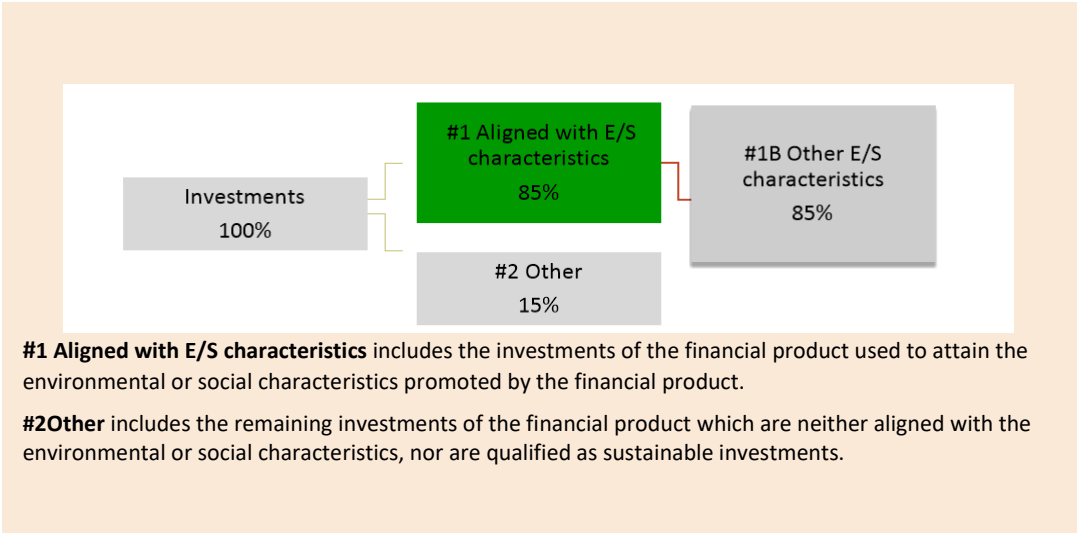 #1 Aligned with E/S
characteristics
85%
#1B Other E/S
characteristics
85%
Investments
100%
#2 Other
15%
#1 Aligned with E/S characteristics includes the investments of the financial product used to attain the
environmental or social characteristics promoted by the financial product.
#2Other includes the remaining investments of the financial product which are neither aligned with the
environmental or social characteristics, nor are qualified as sustainable investments.